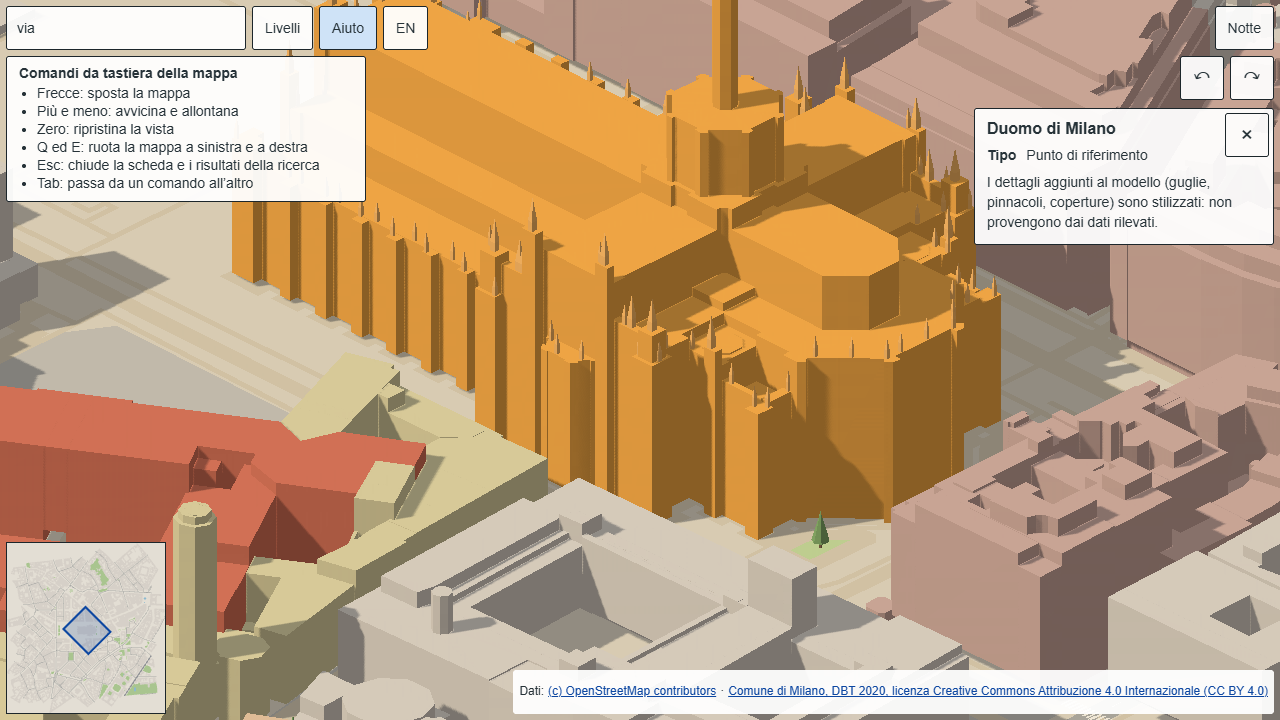 via
Livelli
Aiuto
EN
Notte
Comandi da tastiera della mappa
• Frecce: sposta la mappa
• Più e meno: avvicina e allontana
• Zero: ripristina la vista
• Q ed E: ruota la mappa a sinistra e a destra
• Esc: chiude la scheda e i risultati della ricerca
• Tab: passa da un comando all'altro
Duomo di Milano
Tipo Punto di riferimento
I dettagli aggiunti al modello (guglie,
pinnacoli, coperture) sono stilizzati: non
provengono dai dati rilevati.
Dati: (c) OpenStreetMap contributors · Comune di Milano, DBT 2020, licenza Creative Commons Attribuzione 4.0 Internazionale (CC BY 4.0)